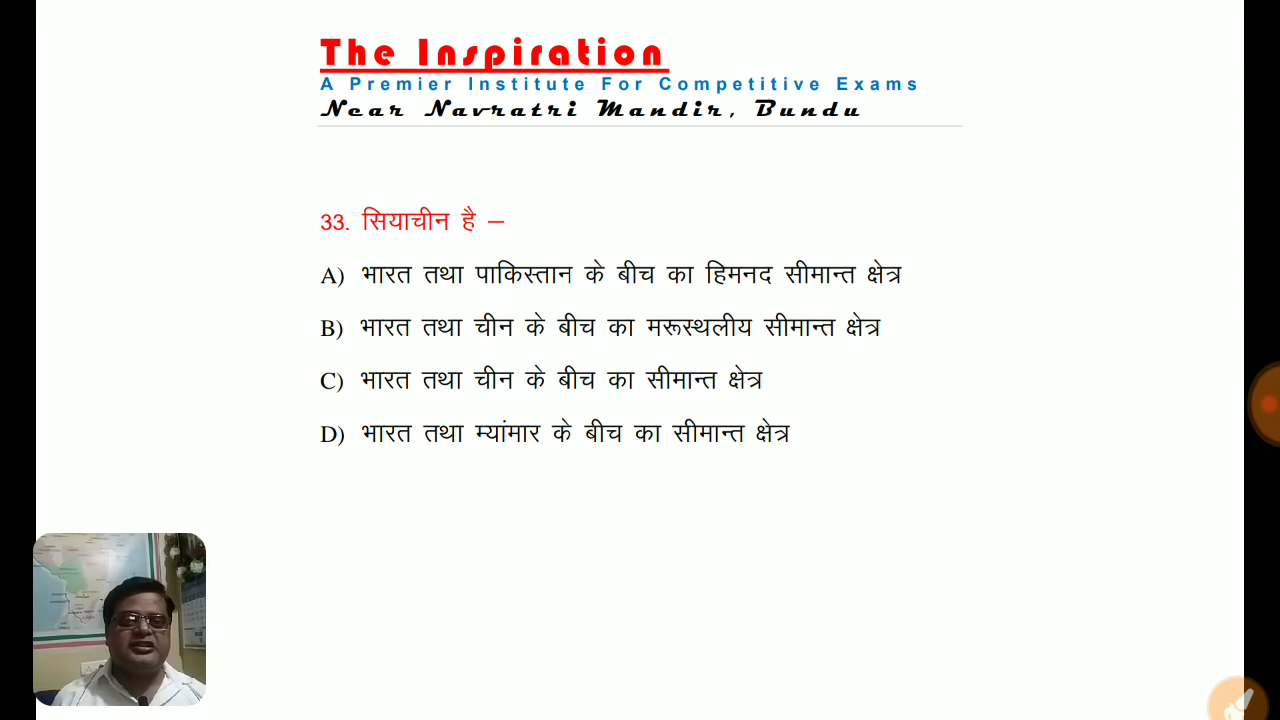 The Inspiration
A Premier Institute For Competitive Exams
Near Navratri Mandir, Bundu
33. सियाचीन है –
A) भारत तथा पाकिस्तान के बीच का हिमनद सीमान्त क्षेत्र
B) भारत तथा चीन के बीच का मरूस्थलीय सीमान्त क्षेत्र
C) भारत तथा चीन के बीच का सीमान्त क्षेत्र
D) भारत तथा म्यांमार के बीच का सीमान्त क्षेत्र